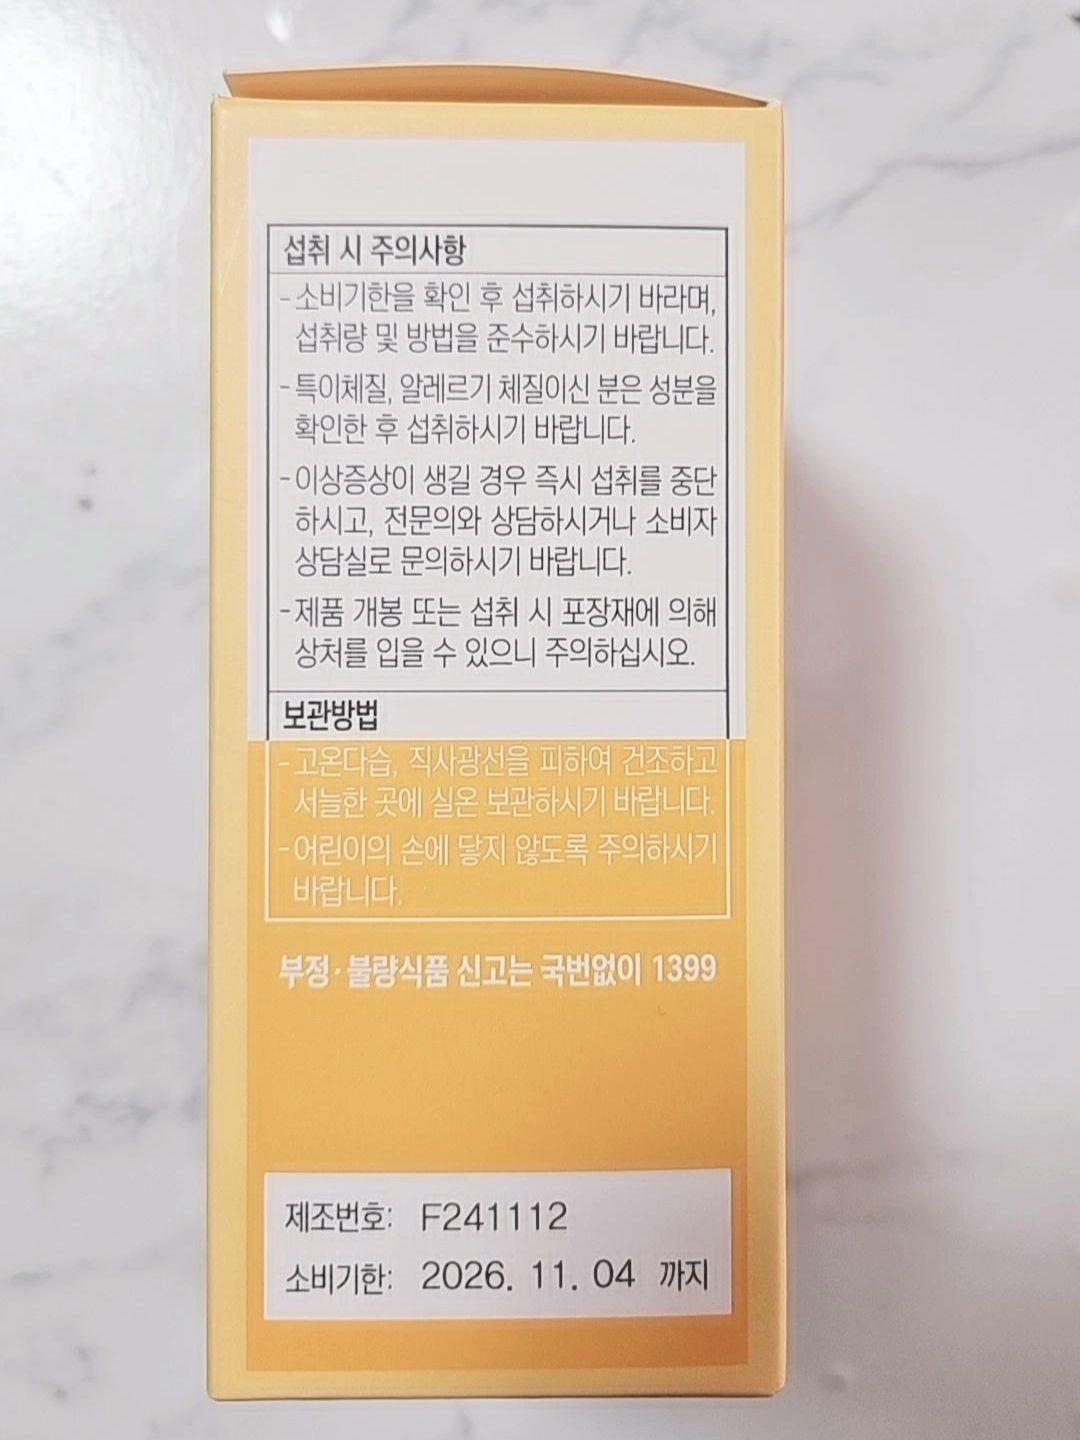 섭취 시 주의사항
- 소비기한을 확인 후 섭취하시기 바라며,
섭취량 및 방법을 준수하시기 바랍니다.
- 특이체질, 알레르기 체질이신 분은 성분을
확인한 후 섭취하시기 바랍니다.
- 이상증상이 생길 경우 즉시 섭취를 중단
하시고, 전문의와 상담하시거나 소비자
상담실로 문의하시기 바랍니다.
- 제품 개봉 또는 섭취 시 포장재에 의해
상처를 입을 수 있으니 주의하십시오.
보관방법
- 고온다습, 직사광선을 피하여 건조하고
서늘한 곳에 실온 보관하시기 바랍니다.
- 어린이의 손에 닿지 않도록 주의하시기
바랍니다.
부정·불량식품 신고는 국번없이 1399
제조번호: F241112
소비기한: 2026. 11. 04 까지